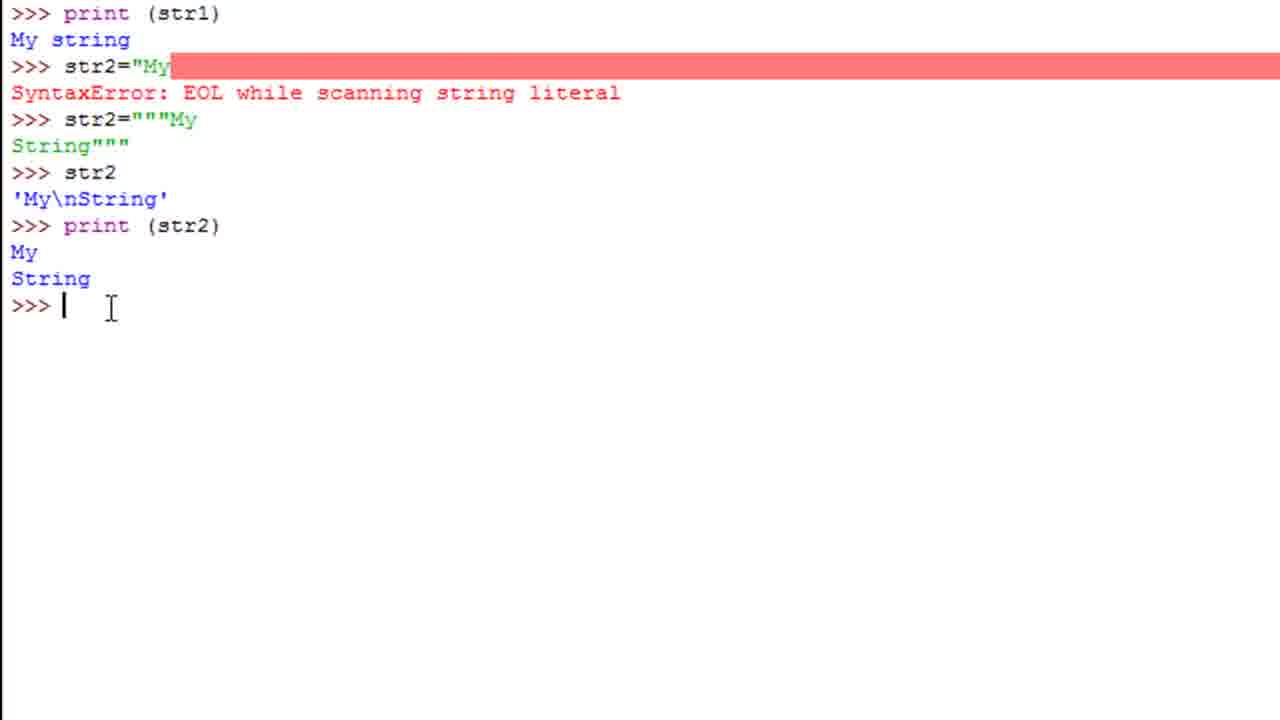 >>> print (str1)
My string
>>> str2="My
SyntaxError: EOL while scanning string literal
>>> str2="""My
String"""
>>> str2
'My\nString'
>>> print (str2)
My
String
>>>